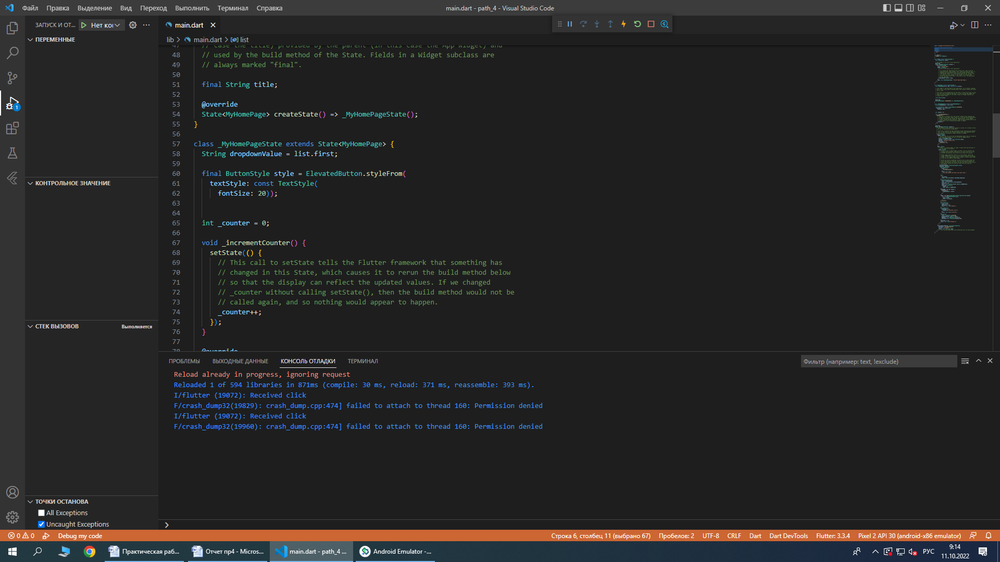 Файл Правка Выделение Вид Переход Выполнить Терминал Справка
main.dart - path_4 - Visual Studio Code
ЗАПУСК И ОТ... Нет ко
main.dart
lib > main.dart > list
ПЕРЕМЕННЫЕ
КОНТРОЛЬНОЕ ЗНАЧЕНИЕ
СТЕК ВЫЗОВОВ Выполняется
ТОЧКИ ОСТАНОВА
All Exceptions
Uncaught Exceptions
1
47 // case the title) provided by the parent (in this case the App widget) and
48 // used by the build method of the State. Fields in a Widget subclass are
49 // always marked "final".
50
51 final String title;
52
53 @override
54 State<MyHomePage> createState() => _MyHomePageState();
55 }
56
57 class _MyHomePageState extends State<MyHomePage> {
58 String dropdownValue = list.first;
59
60 final ButtonStyle style = ElevatedButton.styleFrom(
61 textStyle: const TextStyle(
62 fontSize: 20));
63
64
65 int _counter = 0;
66
67 void _incrementCounter() {
68 setState(() {
69 // This call to setState tells the Flutter framework that something has
70 // changed in this State, which causes it to rerun the build method below
71 // so that the display can reflect the updated values. If we changed
72 // _counter without calling setState(), then the build method would not be
73 // called again, and so nothing would appear to happen.
74 _counter++;
75 });
76 }
77
78 @override
ПРОБЛЕМЫ ВЫХОДНЫЕ ДАННЫЕ КОНСОЛЬ ОТЛАДКИ ТЕРМИНАЛ
Фильтр (например: text, !exclude)
Reload already in progress, ignoring request
Reloaded 1 of 594 libraries in 871ms (compile: 30 ms, reload: 371 ms, reassemble: 393 ms).
I/flutter (19072): Received click
F/crash_dump32(19829): crash_dump.cpp:474] failed to attach to thread 160: Permission denied
I/flutter (19072): Received click
F/crash_dump32(19960): crash_dump.cpp:474] failed to attach to thread 160: Permission denied
0 0 Debug my code
Строка 6, столбец 11 (выбрано 67) Пробелов: 2 UTF-8 CRLF Dart Dart DevTools Flutter: 3.3.4 Pixel 2 API 30 (android-x86 emulator)
Практическая раб...
Отчет пр4 - Micros...
main.dart - path_4 ...
Android Emulator -...
РУС
9:14
11.10.2022